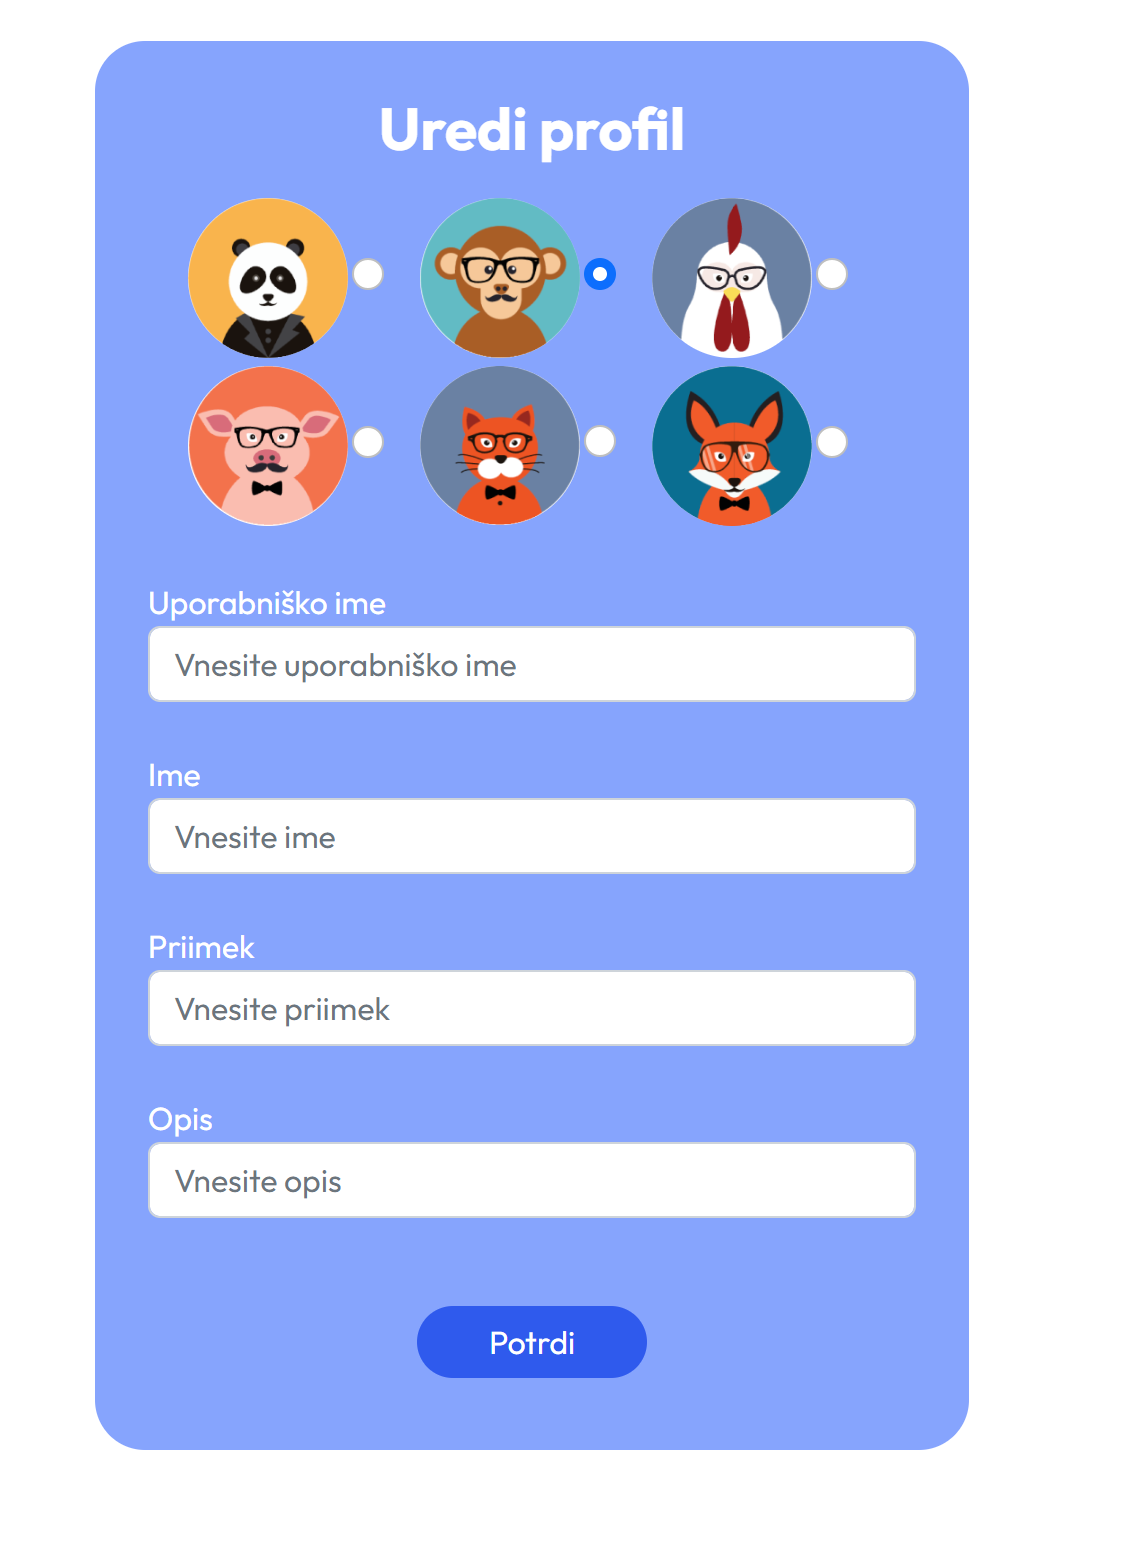 Uredi profil
Uporabniško ime
Vnesite uporabniško ime
Ime
Vnesite ime
Priimek
Vnesite priimek
Opis
Vnesite opis
Potrdi